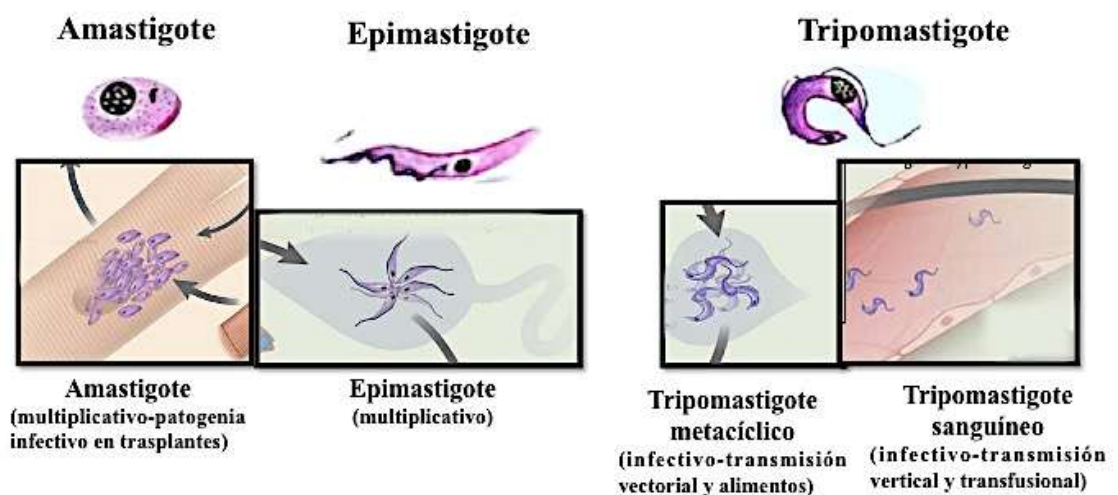 Amastigote
Epimastigote
Tripomastigote
Amastigote
(multiplicativo-patogenia
infectivo en trasplantes)
Epimastigote
(multiplicativo)
Tripomastigote
metacíclico
(infectivo-transmisión
vectorial y alimentos)
Tripomastigote
sanguíneo
(infectivo-transmisión
vertical y transfusional)